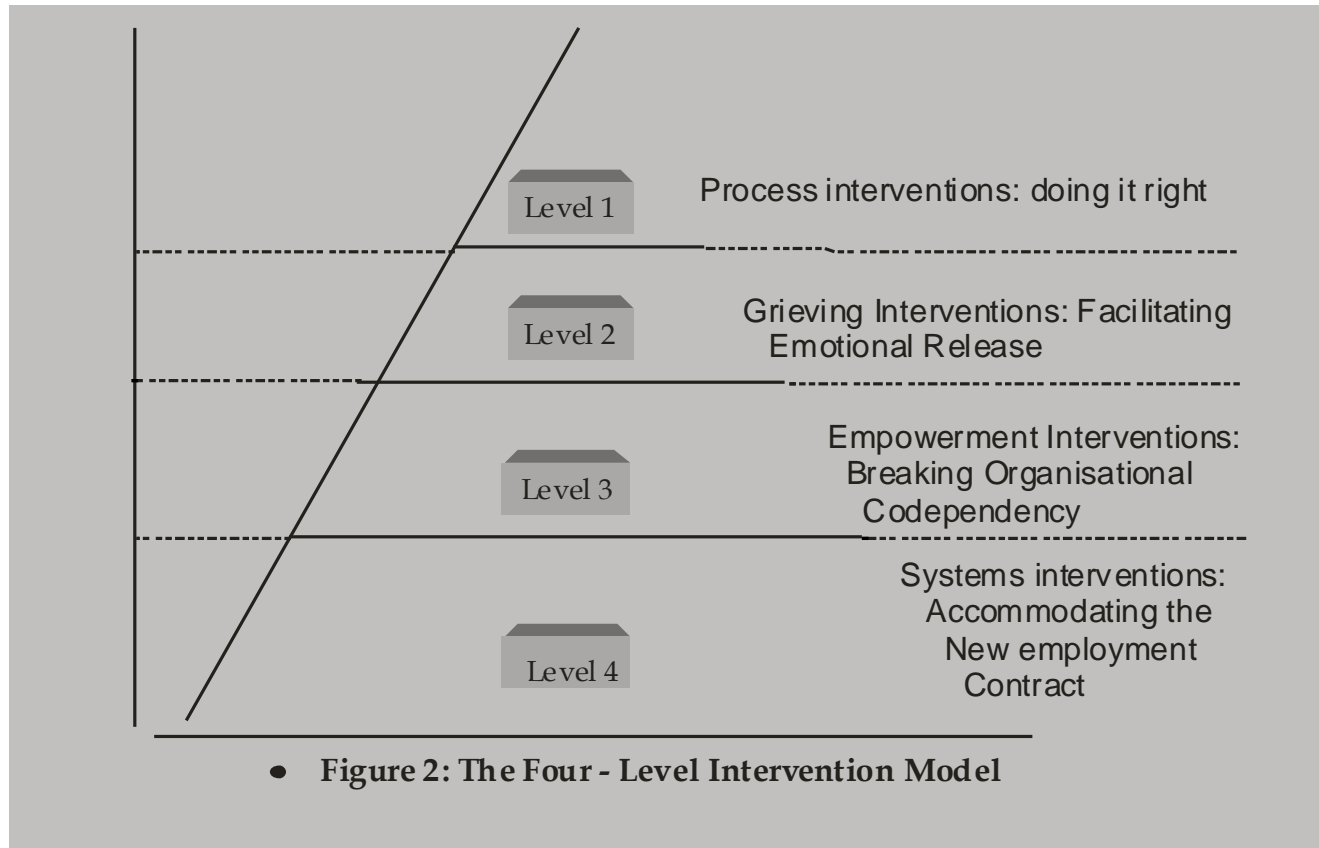 Level 1
Process interventions: doing it right
Level 2
Grieving Interventions: Facilitating
Emotional Release
Level 3
Empowerment Interventions:
Breaking Organisational
Codependency
Level 4
Systems interventions:
Accommodating the
New employment
Contract
• Figure 2: The Four - Level Intervention Model